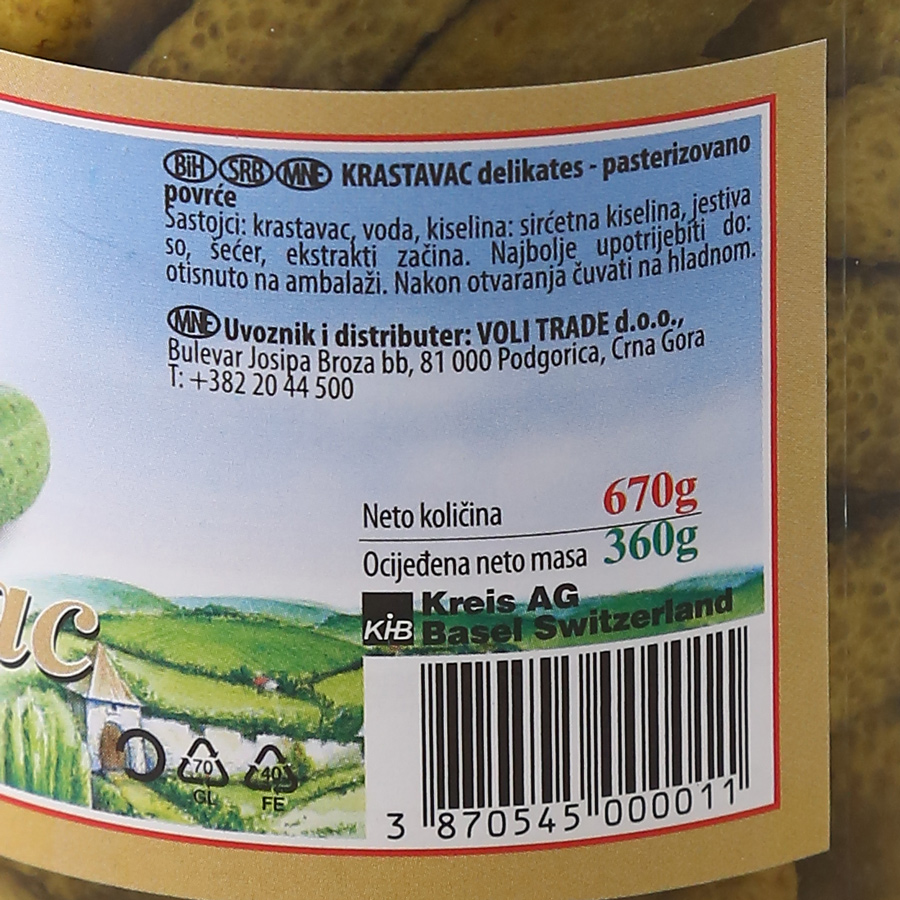 BiH SRB MNE KRASTAVAC delikates - pasterizovano
povrće
Sastojci: krastavac, voda, kiselina: sirćetna kiselina, jestiva
so, šećer, ekstrakti začina. Najbolje upotrijebiti do:
otisnuto na ambalaži. Nakon otvaranja čuvati na hladnom.
MNE Uvoznik i distributer: VOLI TRADE d.o.o.,
Bulevar Josipa Broza bb, 81 000 Podgorica, Crna Gora
T: +382 20 44 500
Neto količina 670g
Ocijeđena neto masa 360g
KiB Kreis AG
Basel Switzerland
ac
70 40
GL FE
3 870545 000011